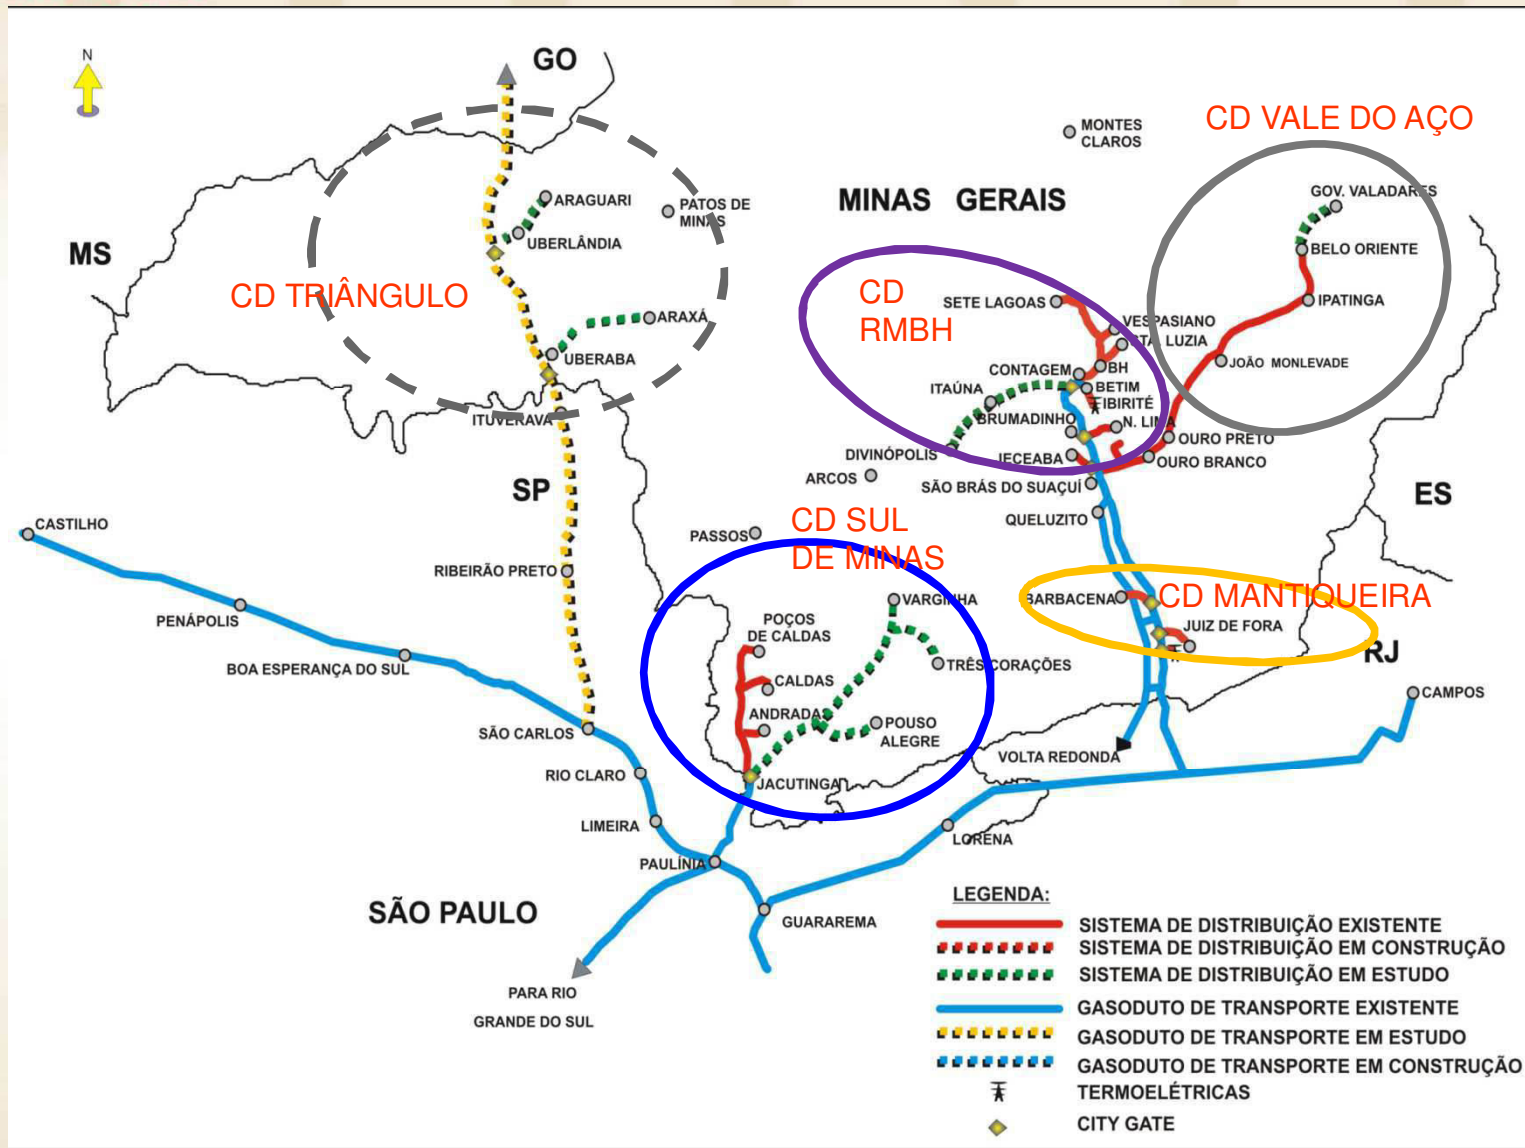 N
GO
MONTES
CLAROS
CD VALE DO AÇO
MINAS GERAIS
GOV. VALADARES
ARAGUARI
PATOS DE
MINAS
UBERLÂNDIA
MS
BELO ORIENTE
CD TRIÂNGULO
CD
RMBH
SETE LAGOAS
IPATINGA
ARAXÁ
VESPASIANO
STA. LUZIA
UBERABA
JOÃO MONLEVADE
CONTAGEM
BH
ITAÚNA
BETIM
IBIRITÉ
ITUVERAVA
BRUMADINHO
N. LIMA
OURO PRETO
DIVINÓPOLIS
JECEABA
OURO BRANCO
ARCOS
SP
SÃO BRÁS DO SUAÇUÍ
ES
CASTILHO
CD SUL
DE MINAS
QUELUZITO
PASSOS
RIBEIRÃO PRETO
BARBACENA
CD MANTIQUEIRA
VARGINHA
PENÁPOLIS
POÇOS
DE CALDAS
JUIZ DE FORA
RJ
BOA ESPERANÇA DO SUL
TRÊS CORAÇÕES
CALDAS
CAMPOS
ANDRADAS
SÃO CARLOS
POUSO
ALEGRE
VOLTA REDONDA
RIO CLARO
JACUTINGA
LIMEIRA
LORENA
PAULÍNIA
SÃO PAULO
GUARAREMA
PARA RIO
GRANDE DO SUL
LEGENDA:
SISTEMA DE DISTRIBUIÇÃO EXISTENTE
SISTEMA DE DISTRIBUIÇÃO EM CONSTRUÇÃO
SISTEMA DE DISTRIBUIÇÃO EM ESTUDO
GASODUTO DE TRANSPORTE EXISTENTE
GASODUTO DE TRANSPORTE EM ESTUDO
GASODUTO DE TRANSPORTE EM CONSTRUÇÃO
TERMOELÉTRICAS
CITY GATE